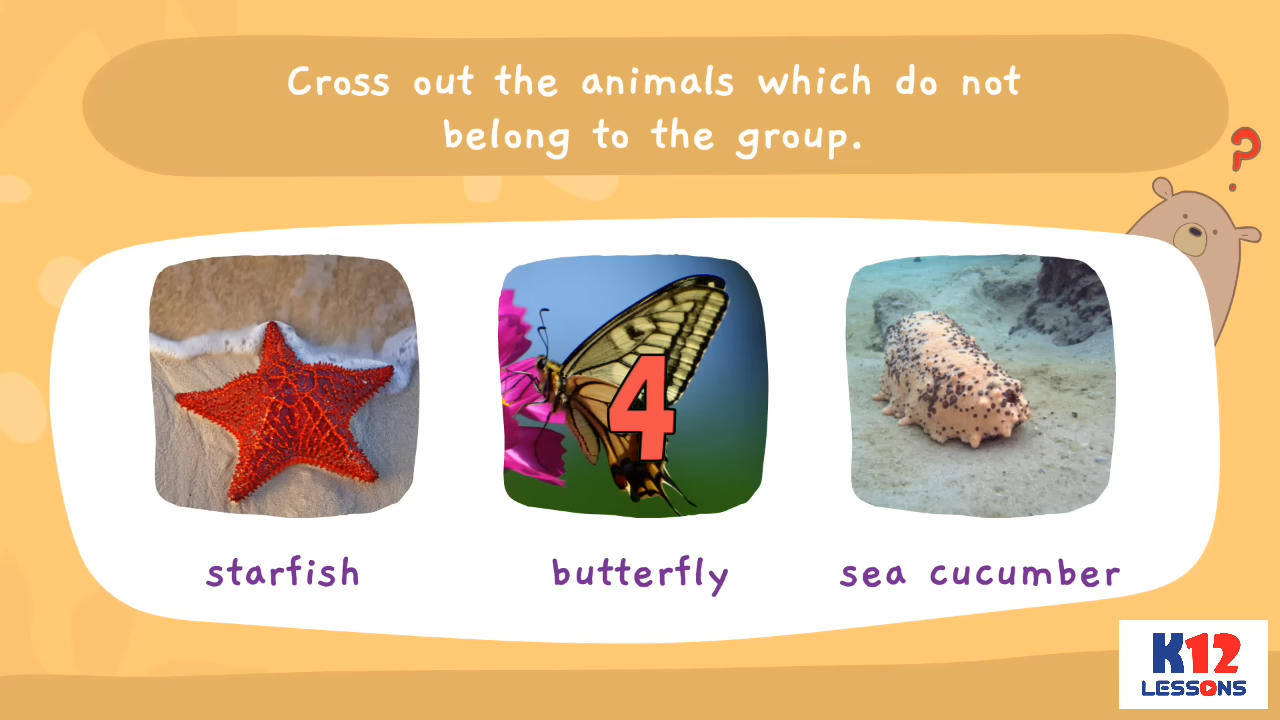 Cross out the animals which do not
belong to the group.
?
4
starfish
butterfly
sea cucumber
K12
LESSONS